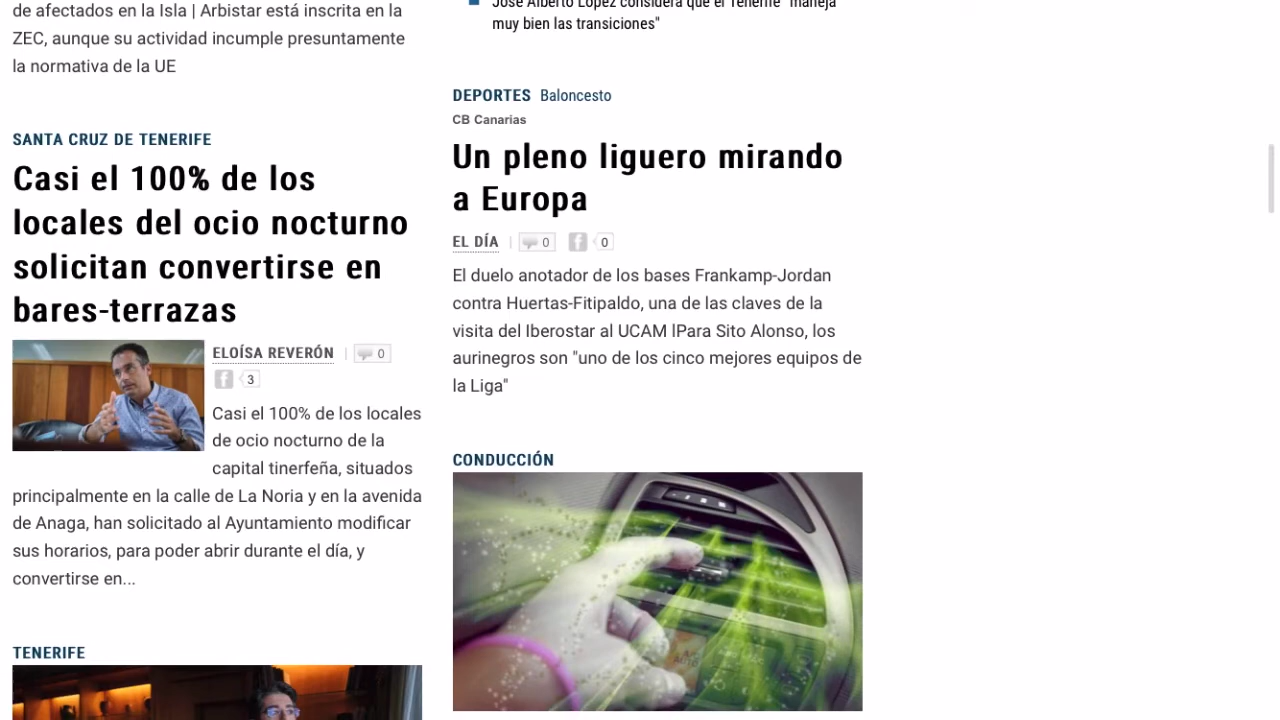 de afectados en la Isla | Arbistar está inscrita en la
ZEC, aunque su actividad incumple presuntamente
la normativa de la UE
SANTA CRUZ DE TENERIFE
Casi el 100% de los
locales del ocio nocturno
solicitan convertirse en
bares-terrazas
ELOÍSA REVERÓN | 0
3
Casi el 100% de los locales
de ocio nocturno de la
capital tinerfeña, situados
principalmente en la calle de La Noria y en la avenida
de Anaga, han solicitado al Ayuntamiento modificar
sus horarios, para poder abrir durante el día, y
convertirse en...
TENERIFE
José Alberto López considera que el Tenerife "maneja
muy bien las transiciones"
DEPORTES Baloncesto
CB Canarias
Un pleno liguero mirando
a Europa
EL DÍA | 0 f 0
El duelo anotador de los bases Frankamp-Jordan
contra Huertas-Fitipaldo, una de las claves de la
visita del Iberostar al UCAM lPara Sito Alonso, los
aurinegros son "uno de los cinco mejores equipos de
la Liga"
CONDUCCIÓN